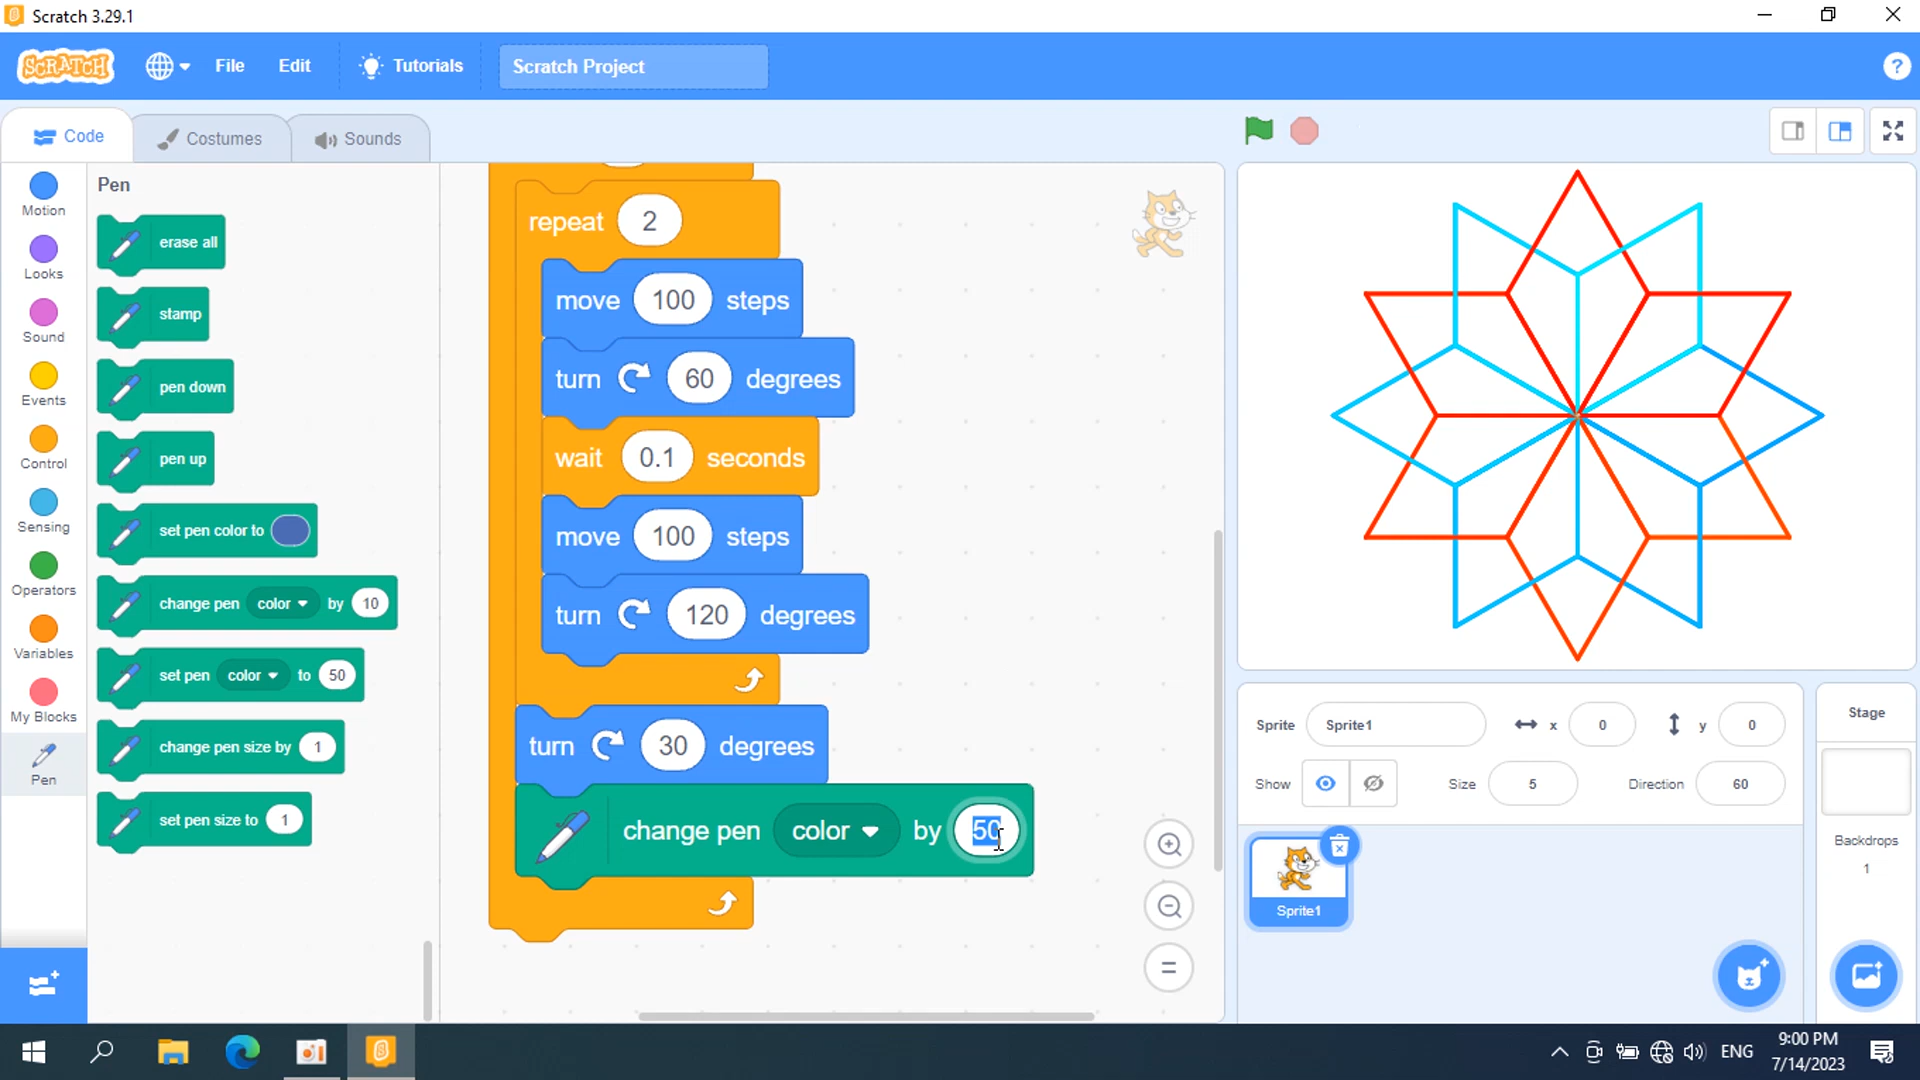 Scratch 3.29.1
SCRATCH
File
Edit
Tutorials
Scratch Project
?
Code
Costumes
Sounds
Motion
Looks
Sound
Events
Control
Sensing
Operators
Variables
My Blocks
Pen
Pen
erase all
stamp
pen down
pen up
set pen color to
change pen color by 10
set pen color to 50
change pen size by 1
set pen size to 1
repeat 2
move 100 steps
turn 60 degrees
wait 0.1 seconds
move 100 steps
turn 120 degrees
turn 30 degrees
change pen color by 50
Sprite Sprite1 x 0 y 0
Show Size 5 Direction 60
Sprite1
Stage
Backdrops
1
ENG
9:00 PM
7/14/2023